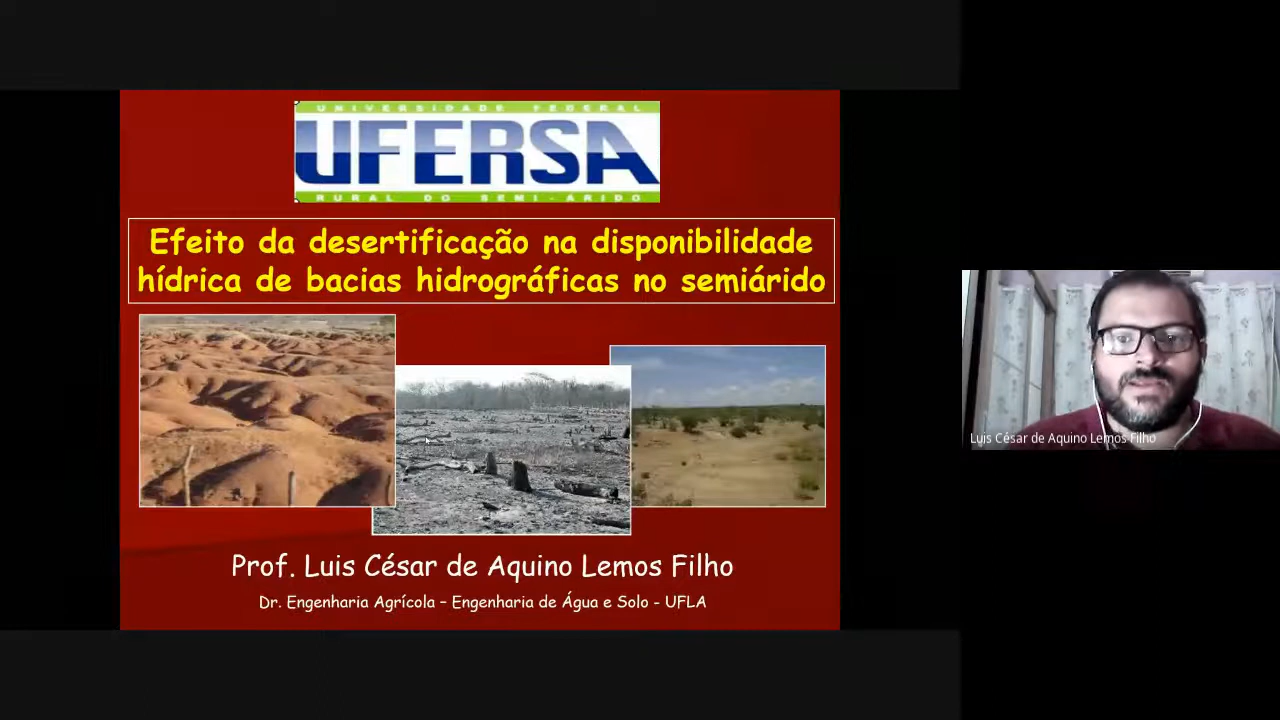 UNIVERSIDADE FEDERAL
UFERSA
RURAL DO SEMI-ÁRIDO
Efeito da desertificação na disponibilidade
hídrica de bacias hidrográficas no semiárido
Prof. Luis César de Aquino Lemos Filho
Dr. Engenharia Agrícola – Engenharia de Água e Solo - UFLA
Luis César de Aquino Lemos Filho